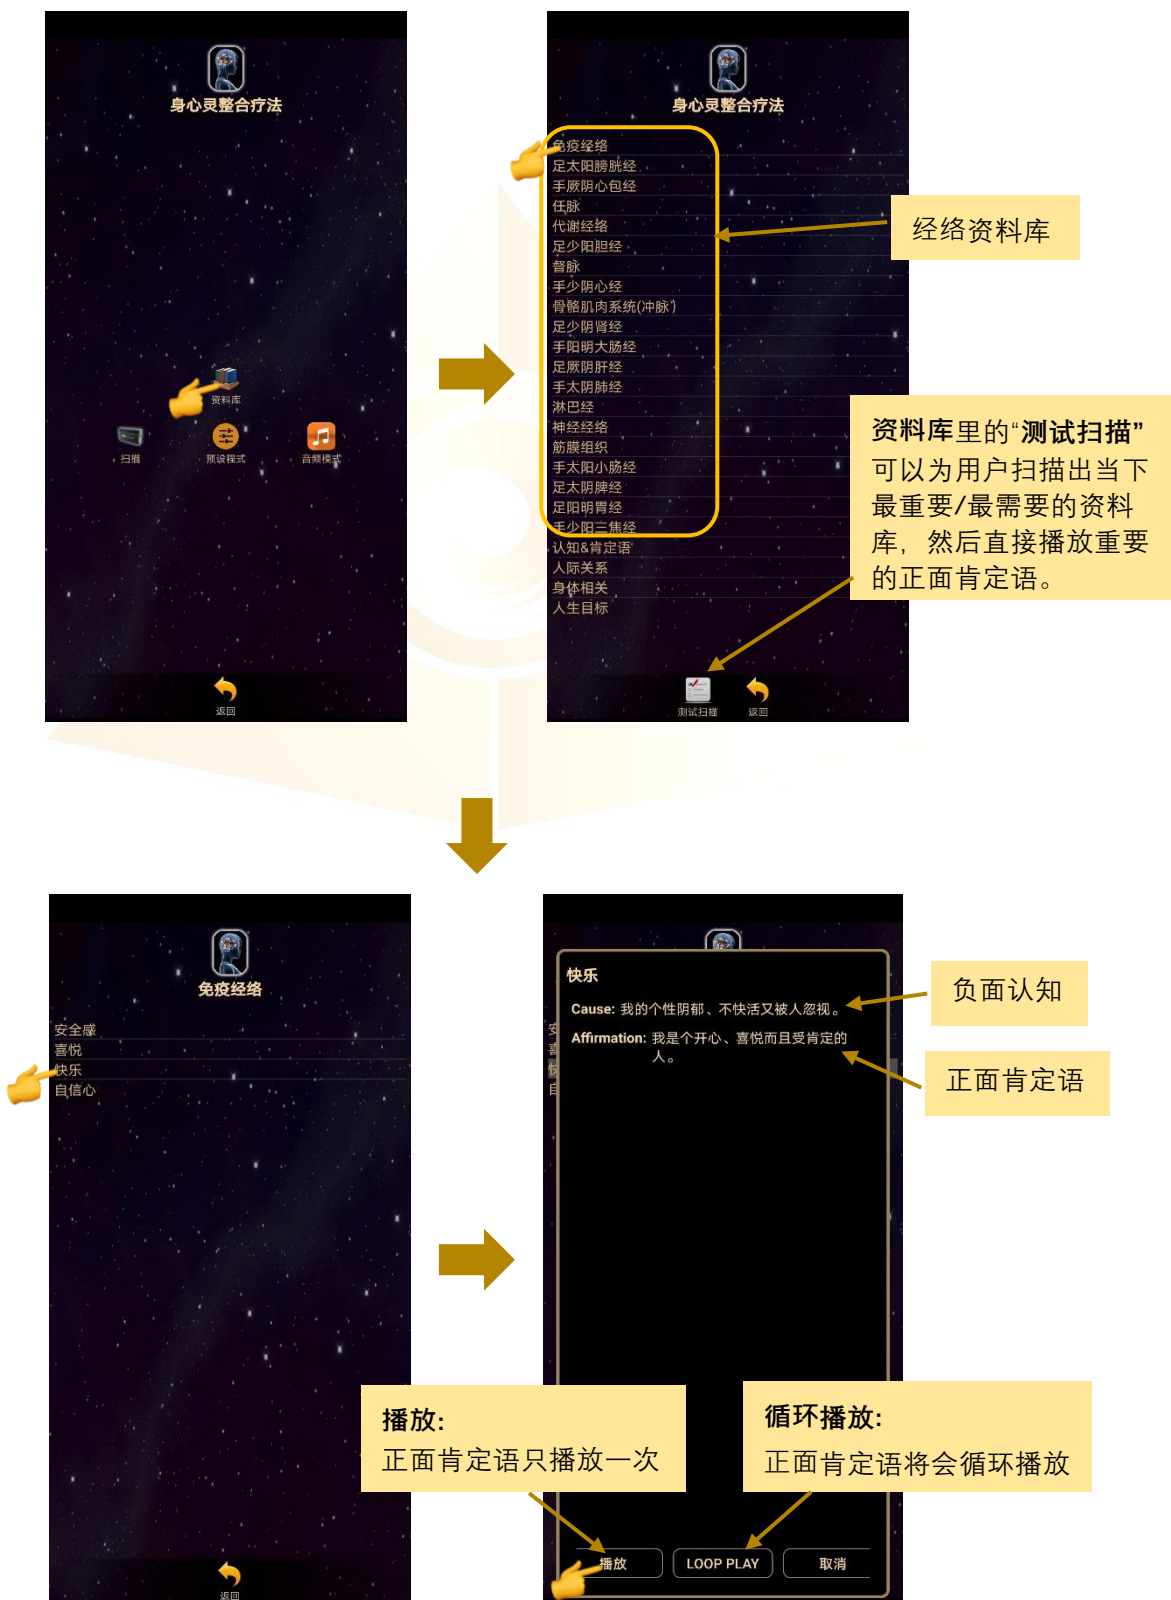 身心灵整合疗法
资料库
扫描
预设程式
音频模式
返回
身心灵整合疗法
免疫经络
足太阳膀胱经
手厥阴心包经
任脉
代谢经络
足少阳胆经
督脉
手少阴心经
骨骼肌肉系统(冲脉)
足少阴肾经
手阳明大肠经
足厥阴肝经
手太阴肺经
淋巴经
神经经络
筋膜组织
手太阳小肠经
足太阴脾经
足阳明胃经
手少阳三焦经
认知&肯定语
人际关系
身体相关
人生目标
测试扫描
返回
经络资料库
资料库里的“测试扫描”
可以为用户扫描出当下
最重要/最需要的资料
库，然后直接播放重要
的正面肯定语。
免疫经络
安全感
喜悦
快乐
自信心
返回
快乐
Cause: 我的个性阴郁、不快活又被人忽视。
Affirmation: 我是个开心、喜悦而且受肯定的
人。
负面认知
正面肯定语
播放:
正面肯定语只播放一次
循环播放:
正面肯定语将会循环播放
播放
LOOP PLAY
取消